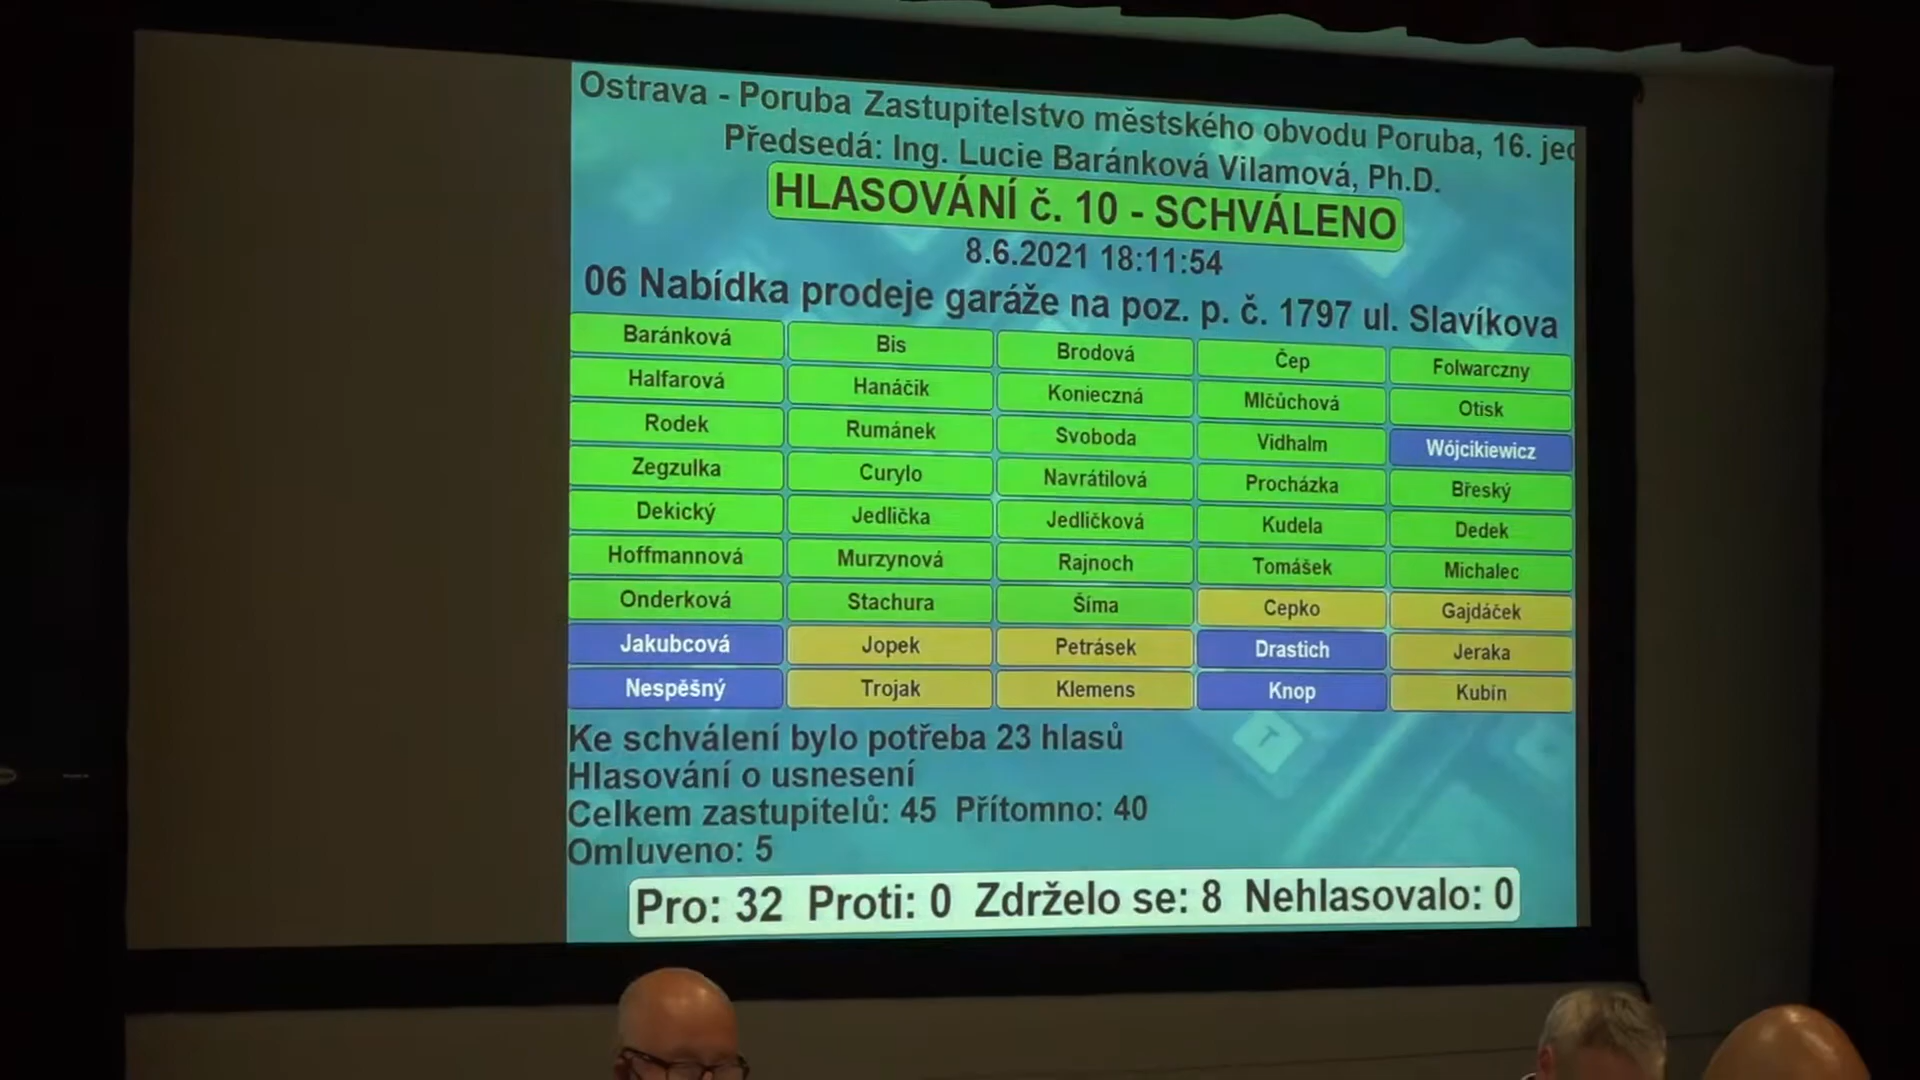 Ostrava - Poruba Zastupitelstvo městského obvodu Poruba, 16. jed
Předsedá: Ing. Lucie Baránková Vilamová, Ph.D.
HLASOVÁNÍ č. 10 - SCHVÁLENO
8.6.2021 18:11:54
06 Nabídka prodeje garáže na poz. p. č. 1797 ul. Slavíkova
Baránková Bis Brodová Čep Folwarczny
Halfarová Hanáčik Konieczná Mlčůchová Otisk
Rodek Rumánek Svoboda Vidhalm Wójcikiewicz
Zegzulka Curylo Navrátilová Procházka Břeský
Dekický Jedlička Jedličková Kudela Dedek
Hoffmannová Murzynová Rajnoch Tomášek Michalec
Onderková Stachura Šíma Cepko Gajdáček
Jakubcová Jopek Petrásek Drastich Jeraka
Nespěšný Trojak Klemens Knop Kubín
Ke schválení bylo potřeba 23 hlasů
Hlasování o usnesení
Celkem zastupitelů: 45 Přítomno: 40
Omluveno: 5
Pro: 32 Proti: 0 Zdrželo se: 8 Nehlasovalo: 0